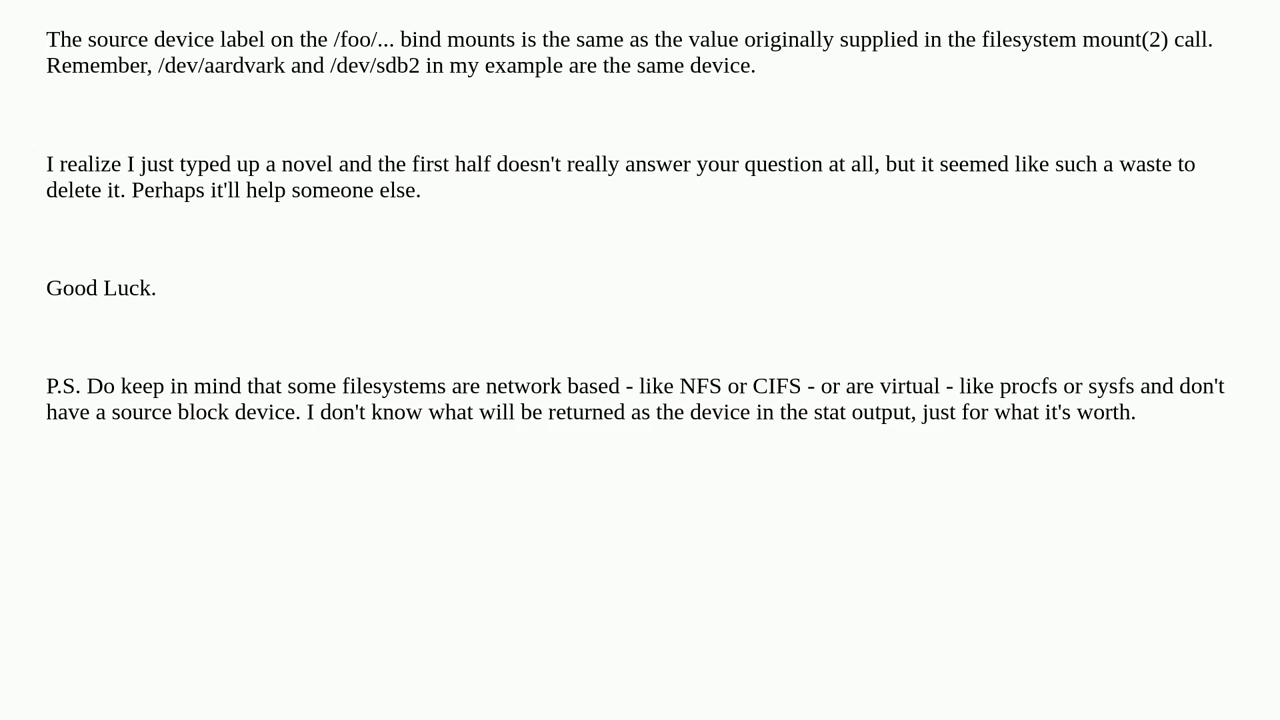 The source device label on the /foo/... bind mounts is the same as the value originally supplied in the filesystem mount(2) call.
Remember, /dev/aardvark and /dev/sdb2 in my example are the same device.
I realize I just typed up a novel and the first half doesn't really answer your question at all, but it seemed like such a waste to
delete it. Perhaps it'll help someone else.
Good Luck.
P.S. Do keep in mind that some filesystems are network based - like NFS or CIFS - or are virtual - like procfs or sysfs and don't
have a source block device. I don't know what will be returned as the device in the stat output, just for what it's worth.